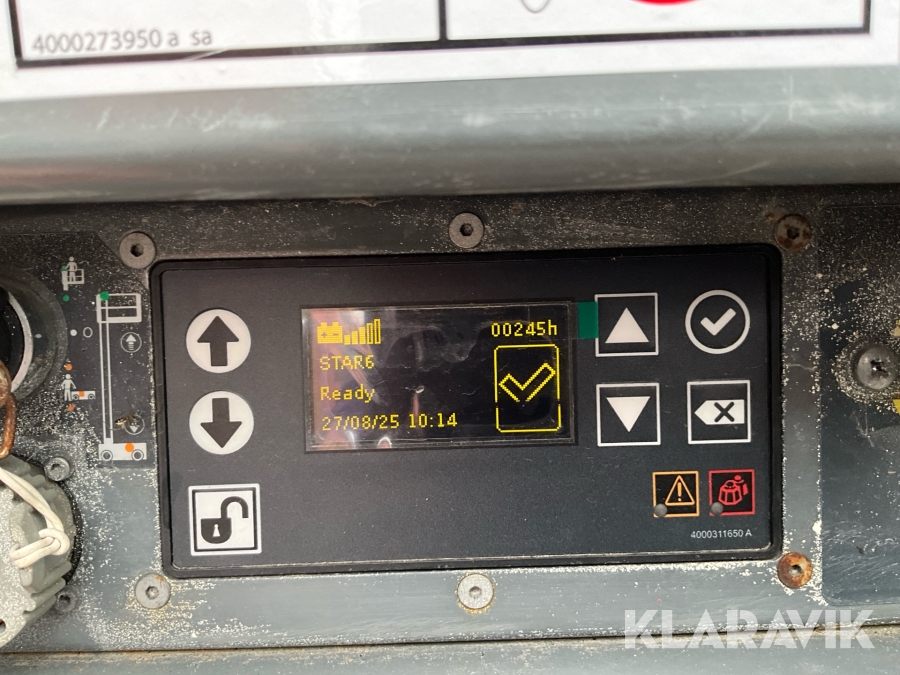 4000273950 a sa
00245h
STAR6
Ready
27/08/25 10:14
4000311650 A
KLARAVIK